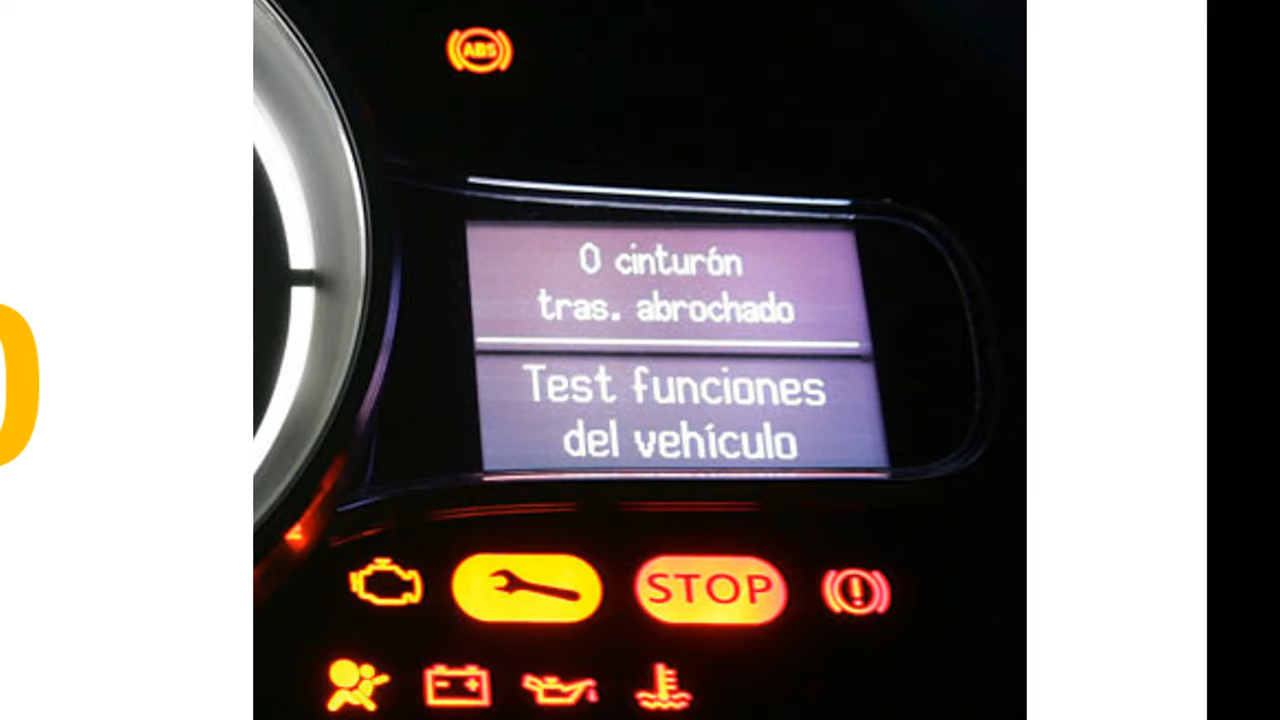 ABS
0 cinturón
tras. abrochado
Test funciones
del vehículo
STOP